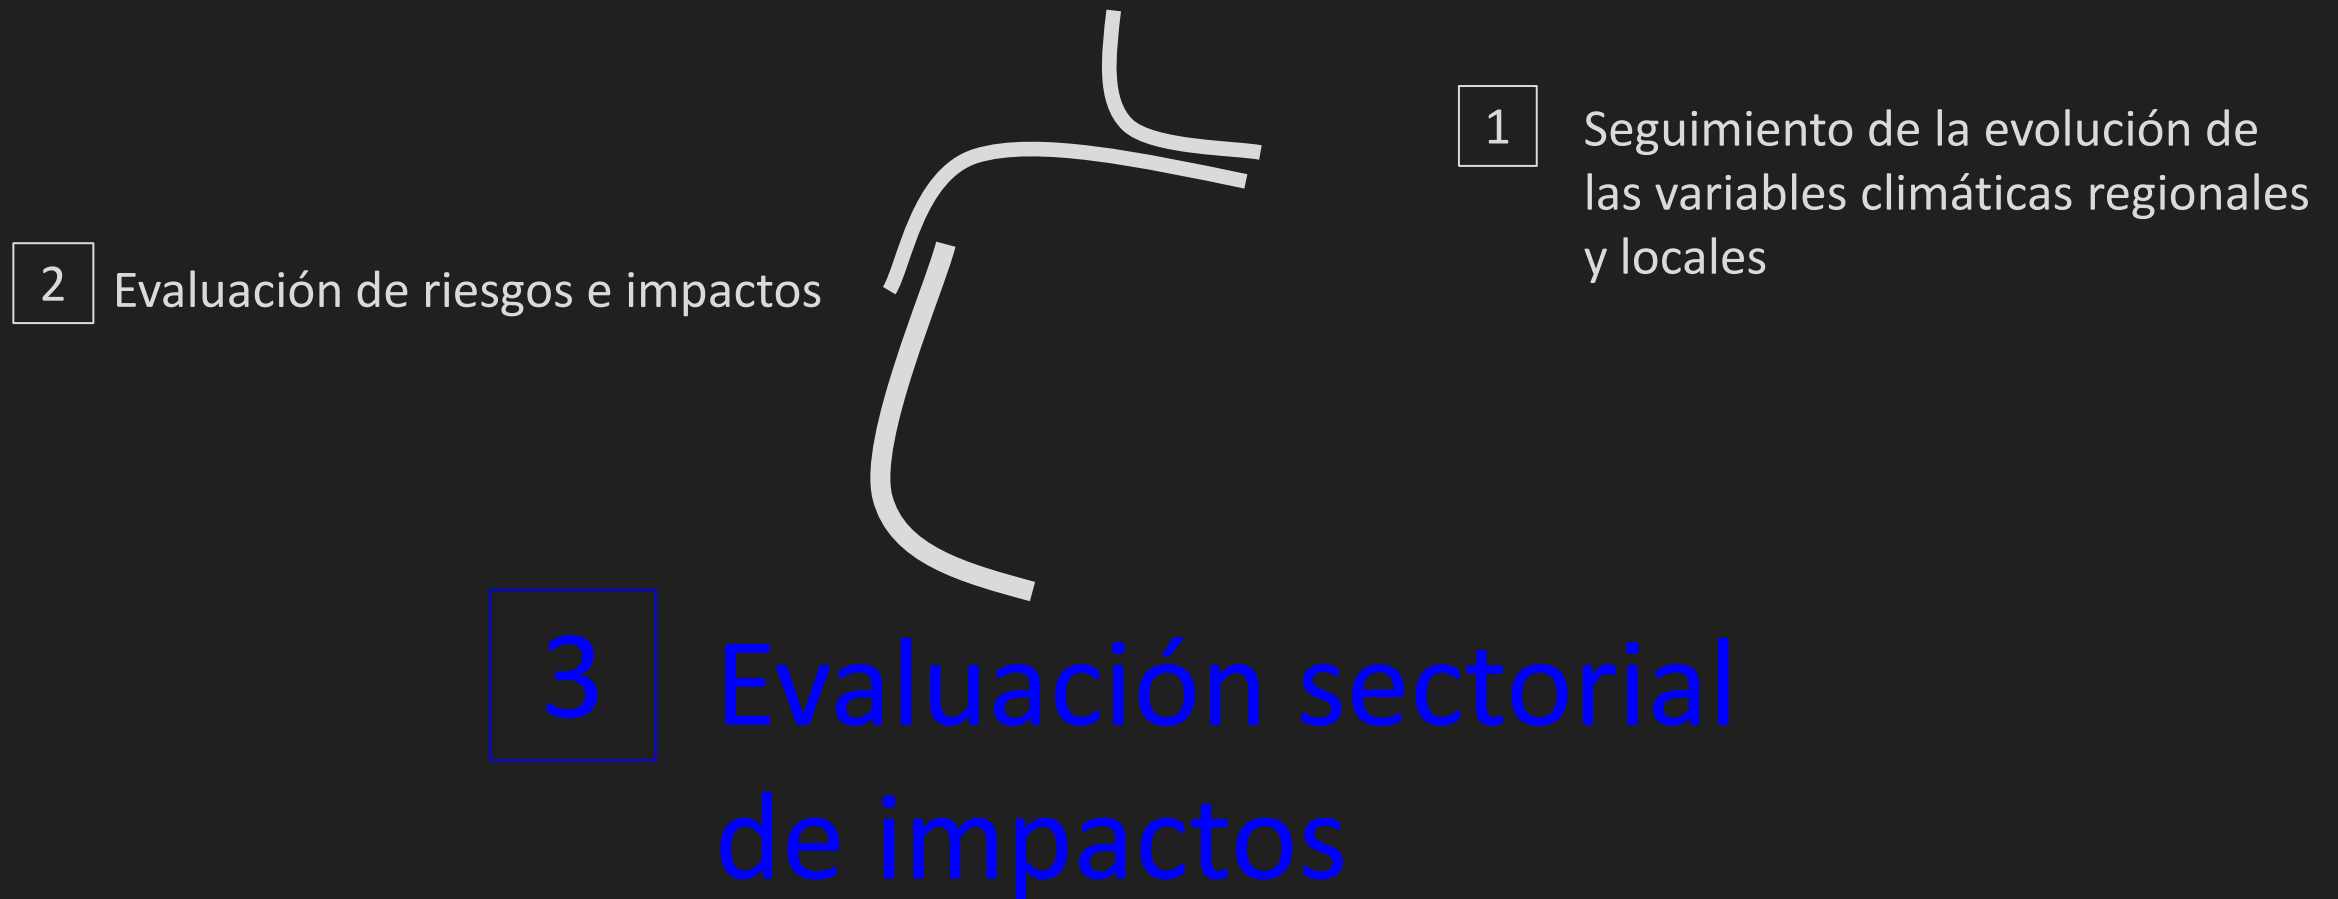 1
Seguimiento de la evolución de
las variables climáticas regionales
y locales
2
Evaluación de riesgos e impactos
3
Evaluación sectorial
de impactos